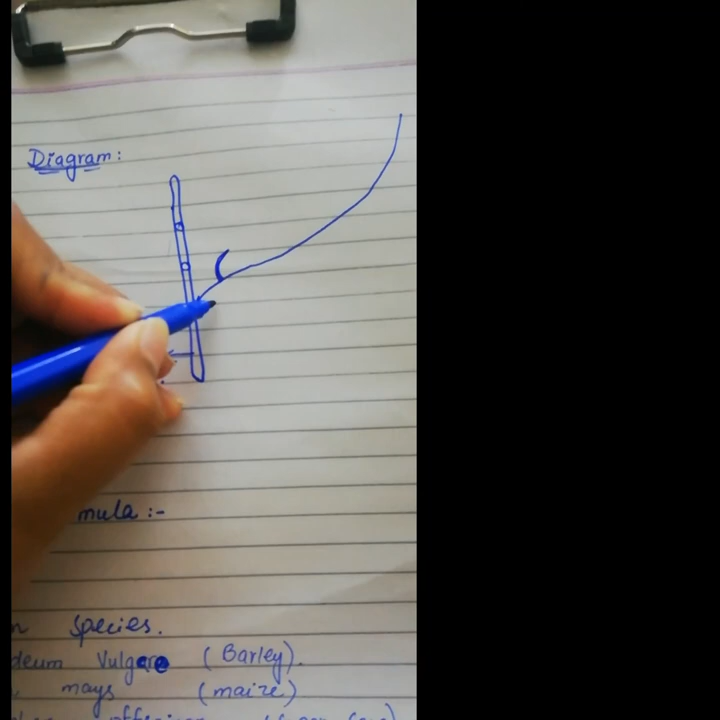 Diagram:
mula :-
n species.
deum Vulgare (Barley).
mays (maize)